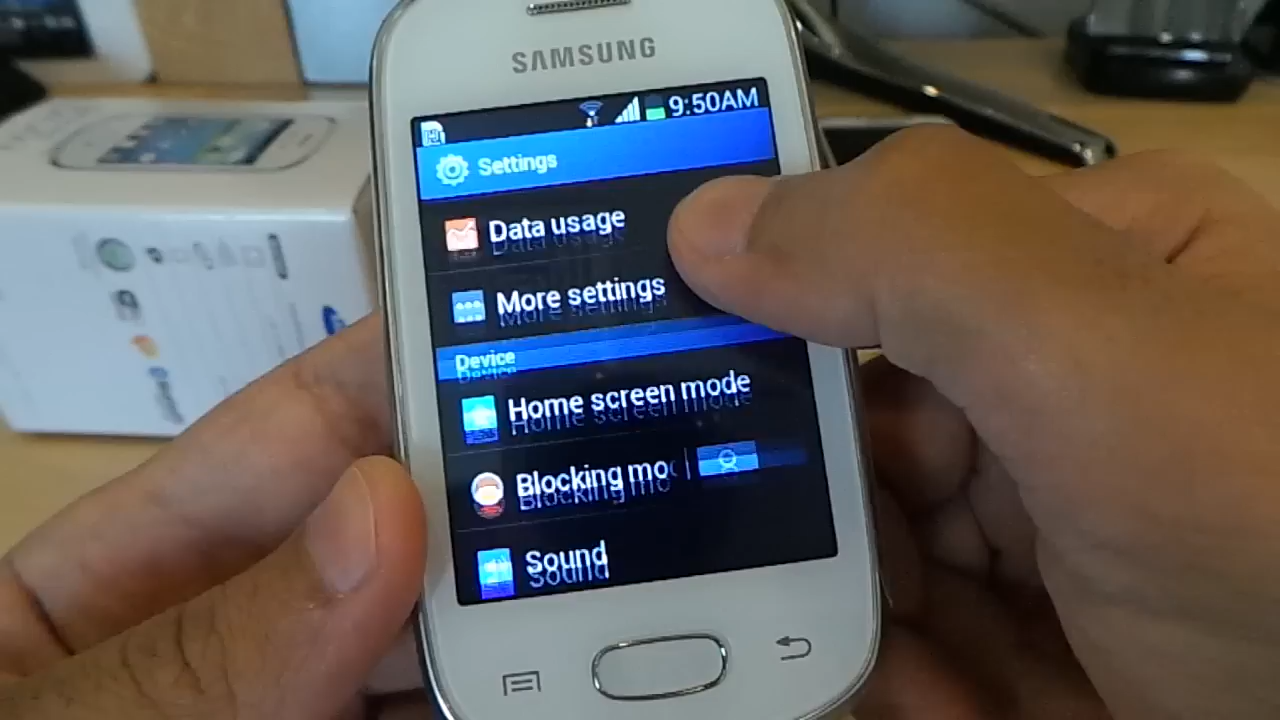 SAMSUNG
9:50AM
Settings
Data usage
More settings
Device
Home screen mode
Blocking mo
Sound